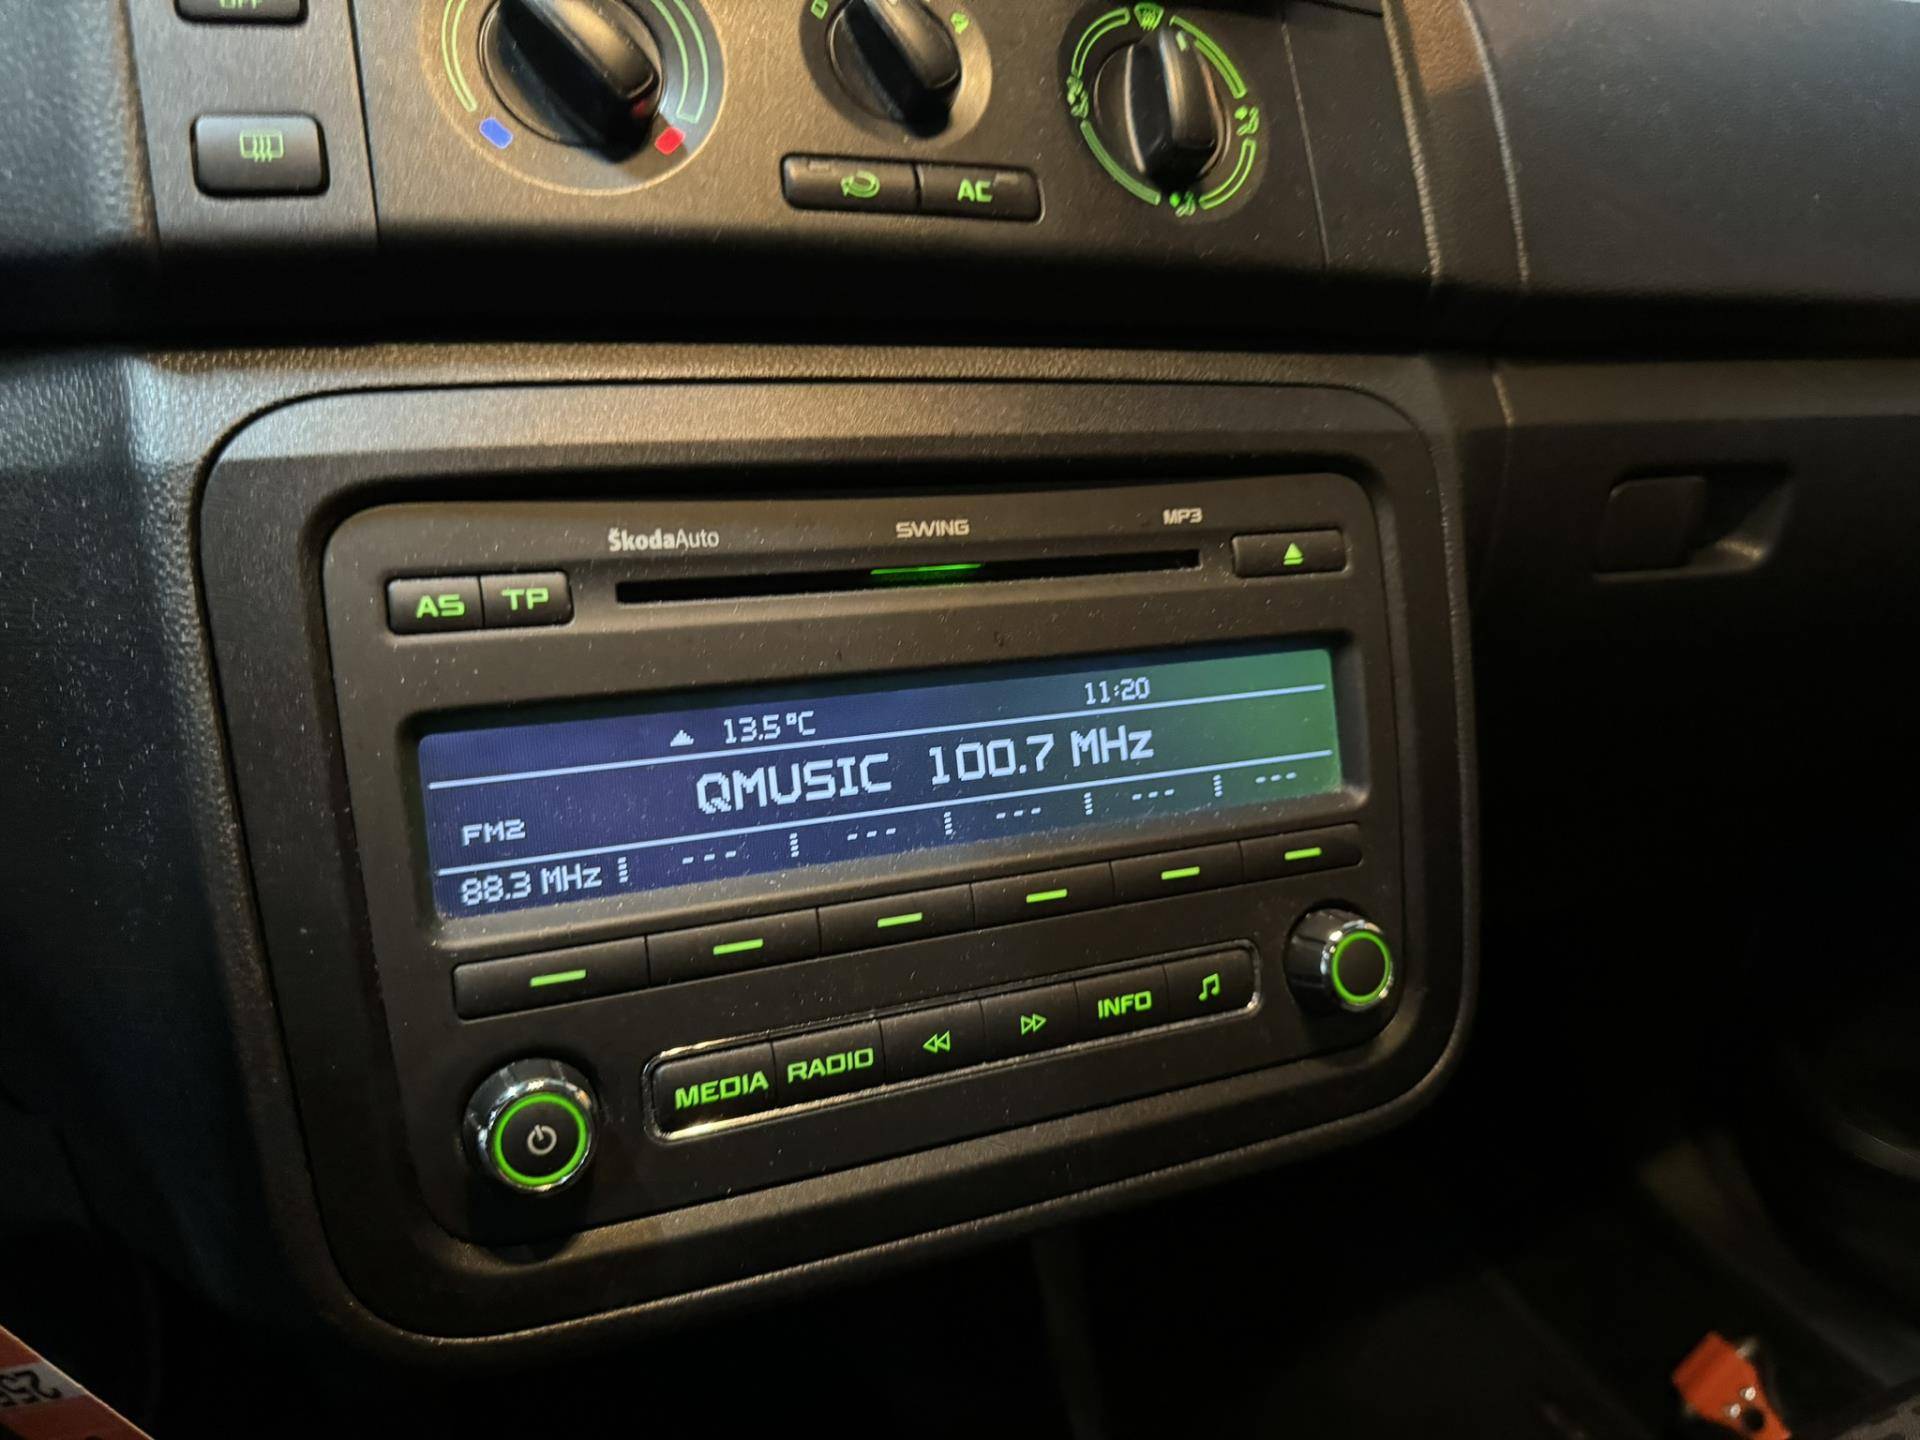 OFF
AC
ŠkodaAuto SWING MP3
AS TP
13.5°C 11:20
QMUSIC 100.7 MHz
FM2
88.3 MHz --- --- --- --- ---
MEDIA RADIO INFO